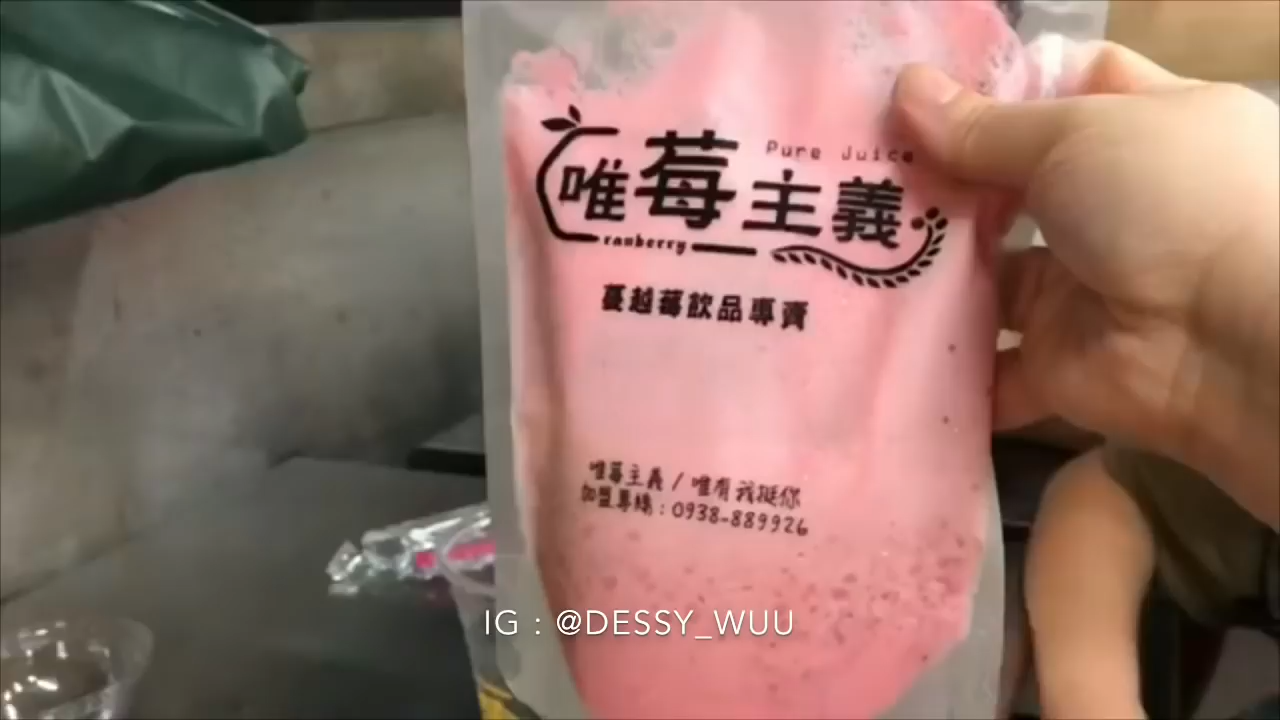 Pure Juice
唯莓主義
ranberry
蔓越莓飲品專賣
唯莓主義 / 唯有我挺你
加盟專線:0938-889926
IG : @DESSY_WUU